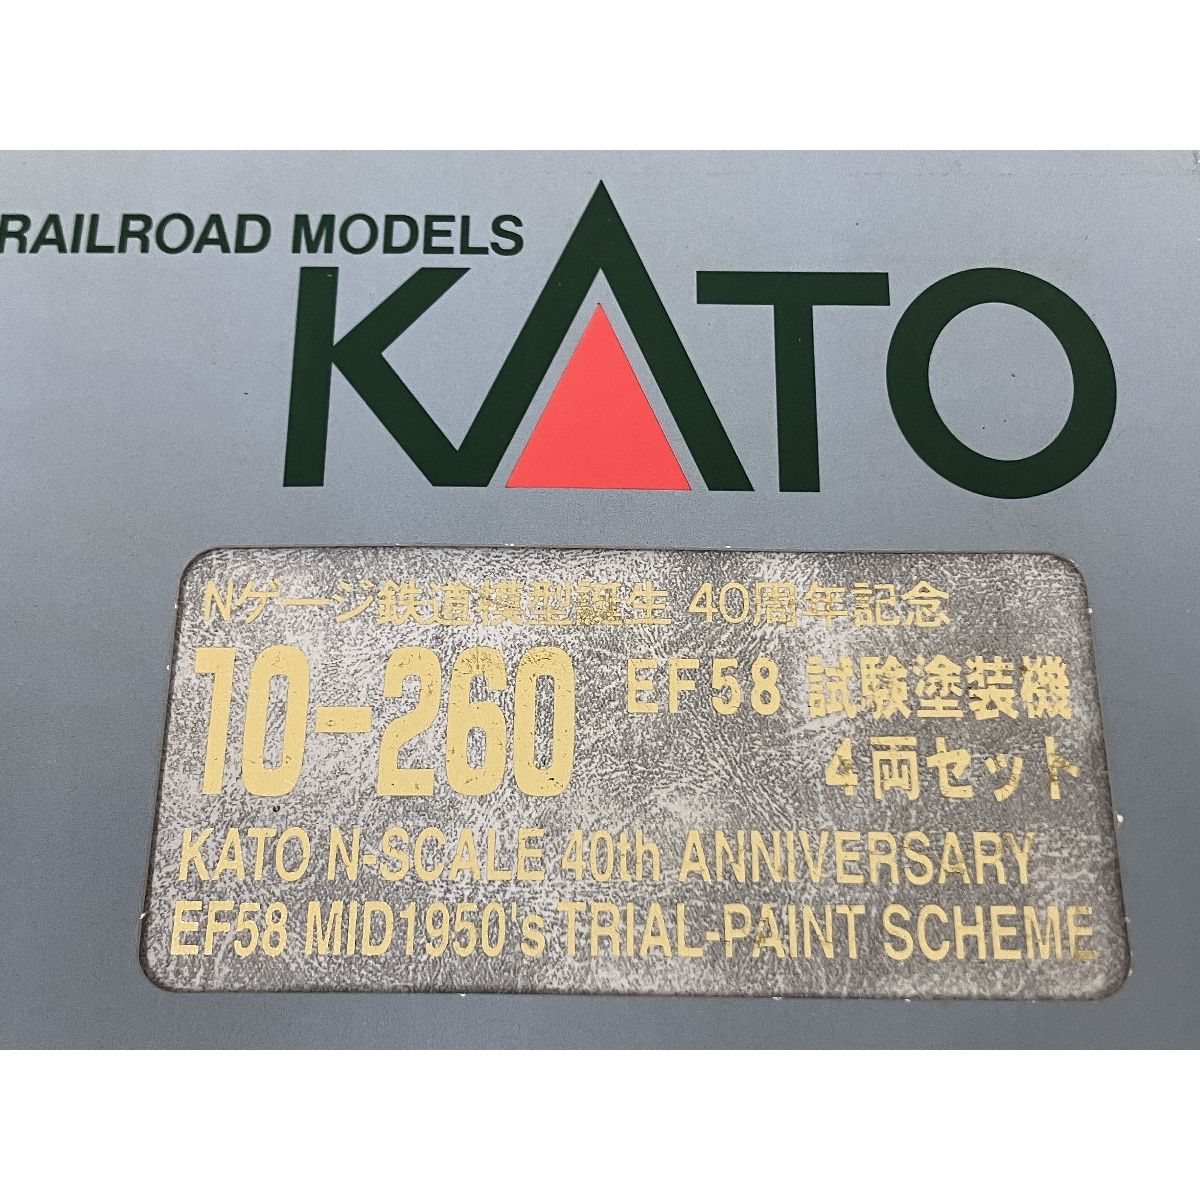 RAILROAD MODELS
KATO
Nゲージ鉄道模型誕生 40周年記念
10-260 EF58 試験塗装機
4両セット
KATO N-SCALE 40th ANNIVERSARY
EF58 MID1950's TRIAL-PAINT SCHEME